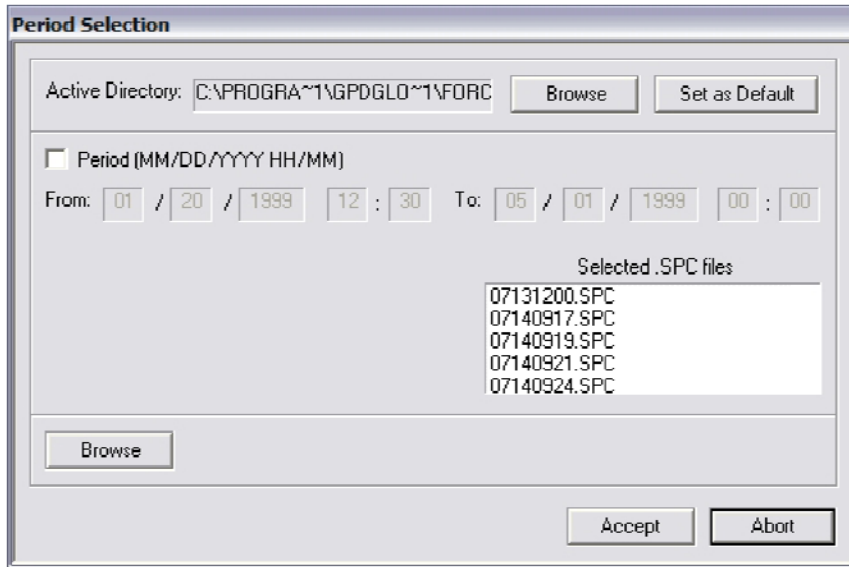 Period Selection
Active Directory: C:\PROGRA~1\GPDGLO~1\FORC Browse Set as Default
Period (MM/DD/YYYY HH/MM)
From: 01 / 20 / 1999 12 : 30 To: 05 / 01 / 1999 00 : 00
Selected .SPC files
07131200.SPC
07140917.SPC
07140919.SPC
07140921.SPC
07140924.SPC
Browse
Accept Abort